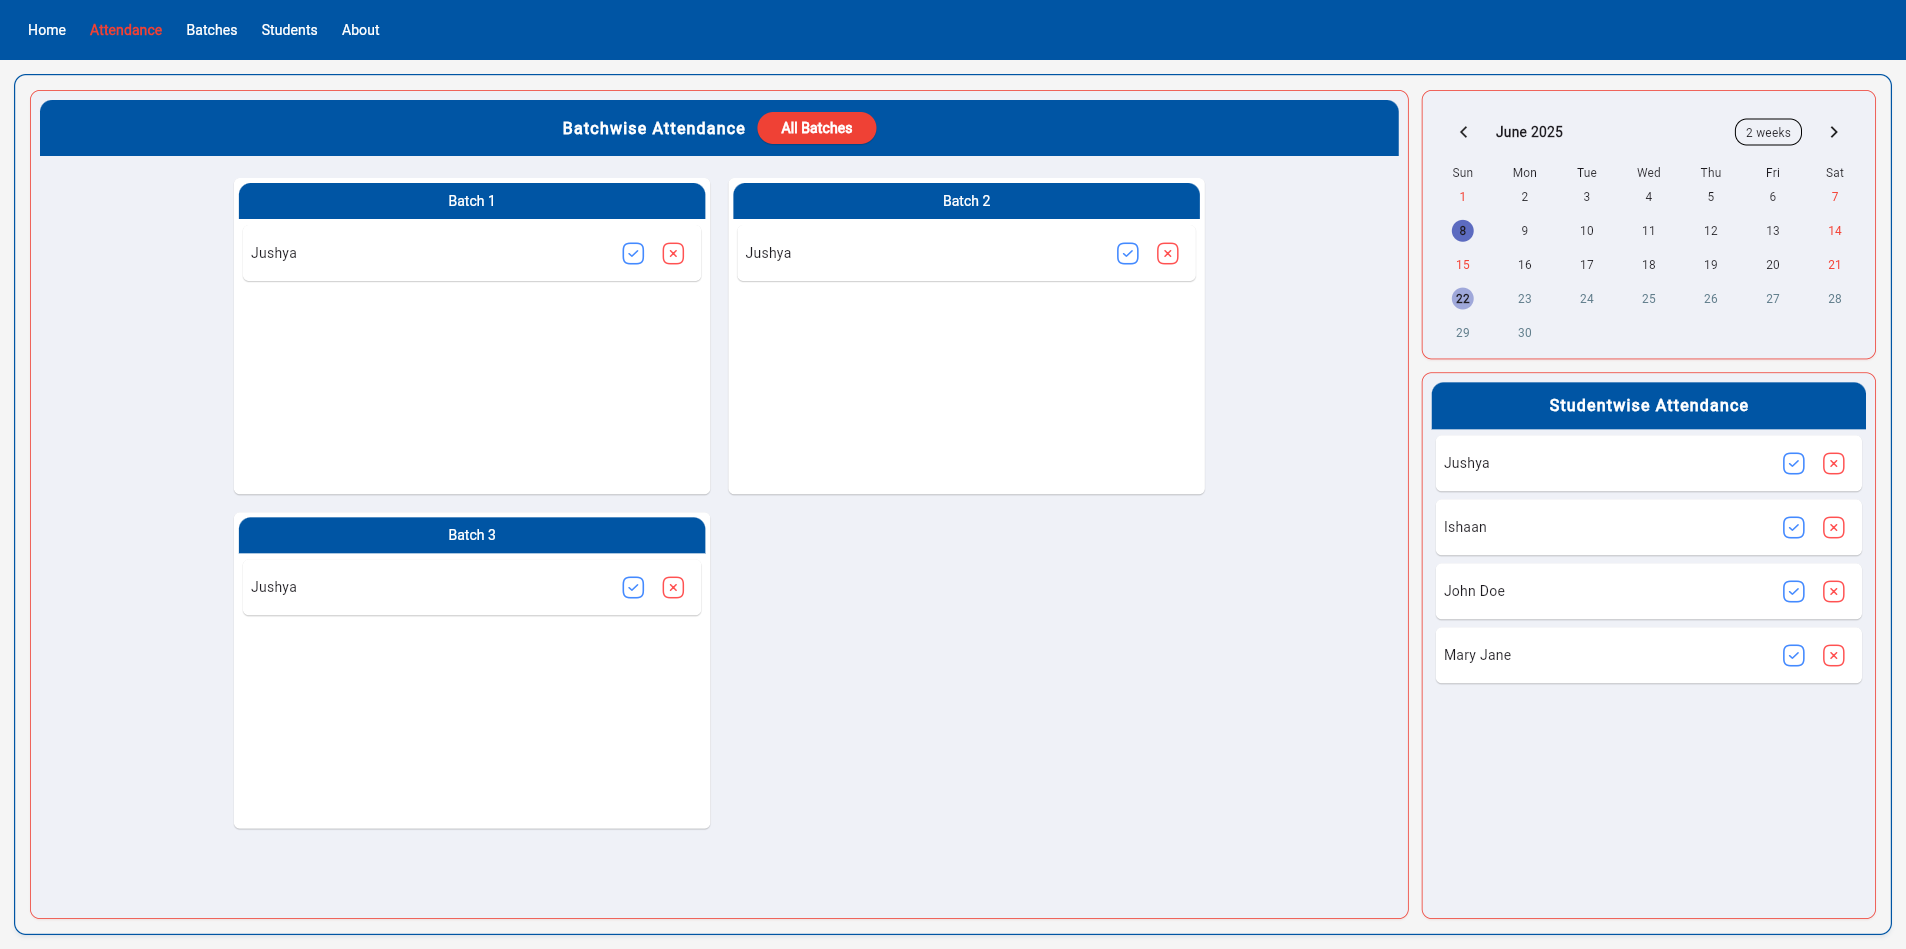 Home Attendance Batches Students About
Batchwise Attendance All Batches
Batch 1
Jushya
Batch 2
Jushya
Batch 3
Jushya
June 2025 2 weeks
Sun Mon Tue Wed Thu Fri Sat
1 2 3 4 5 6 7
8 9 10 11 12 13 14
15 16 17 18 19 20 21
22 23 24 25 26 27 28
29 30
Studentwise Attendance
Jushya
Ishaan
John Doe
Mary Jane